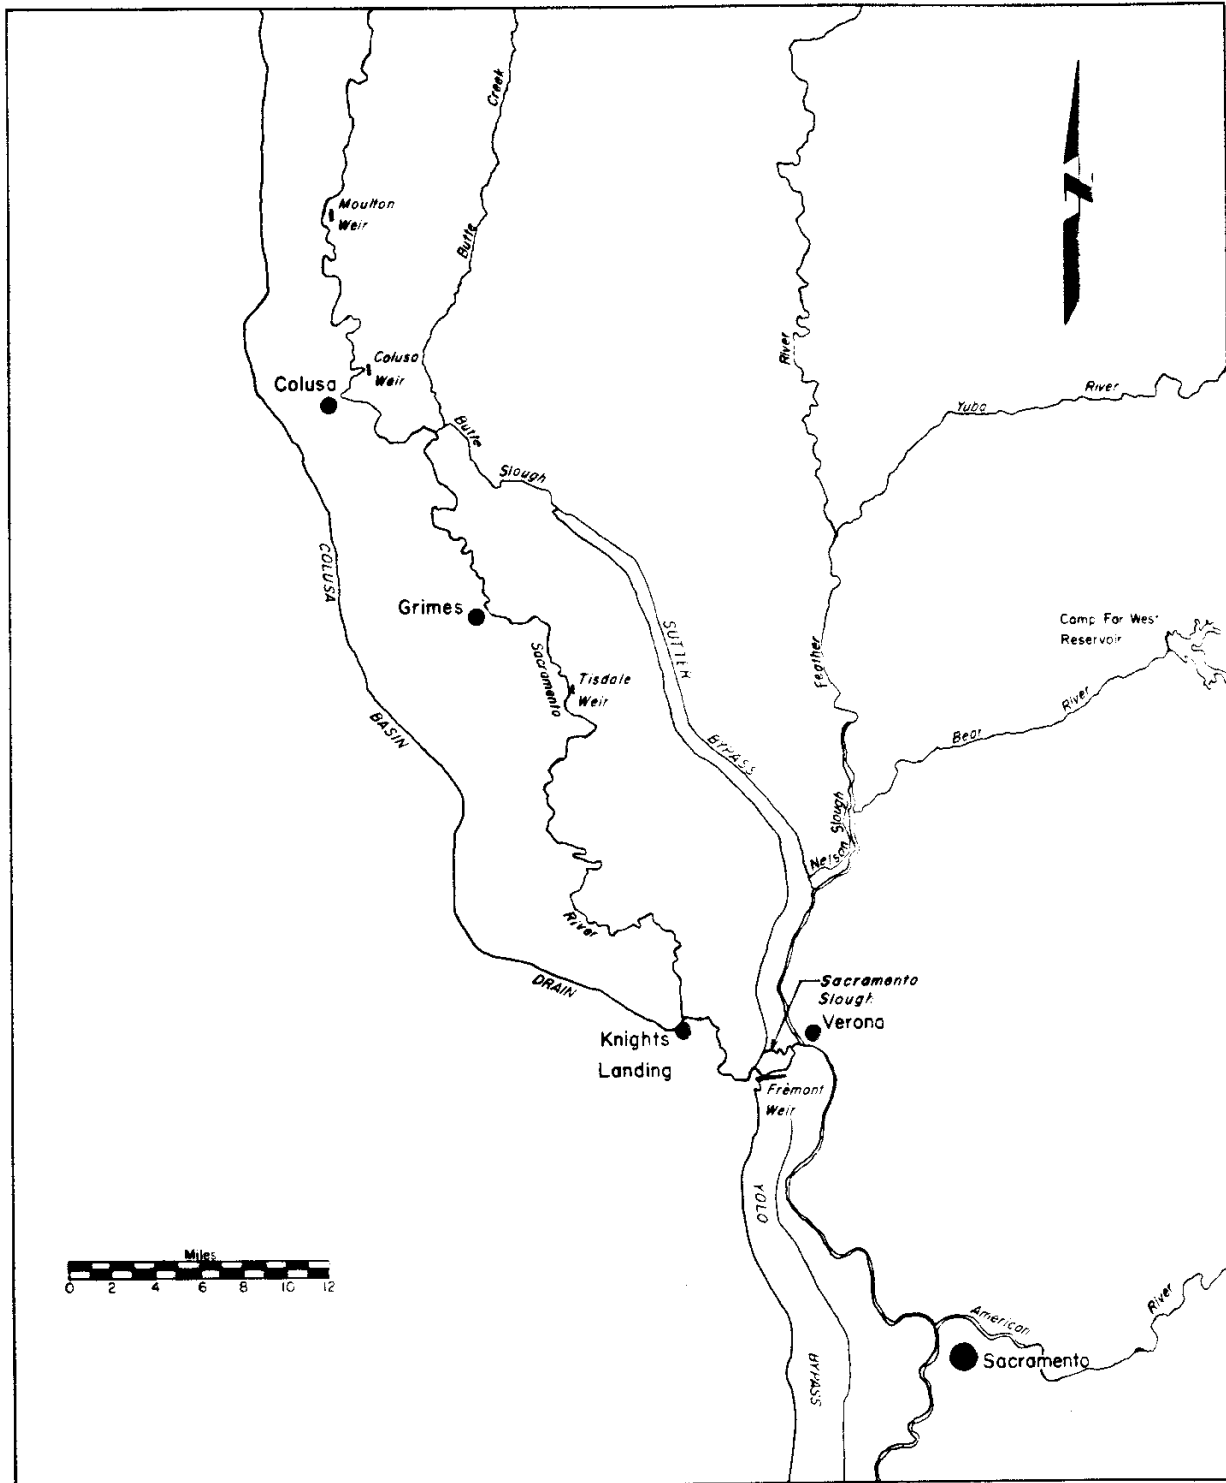 Creek
Moulton
Weir
Butte
River
Colusa
Weir
Colusa
River
Yuba
Butte
Slough
COLUSA
Grimes
SUTTER
Camp Far West
Reservoir
Sacramento
Tisdale
Weir
Feather
River
BASIN
BYPASS
Bear
Slough
Nelson
River
DRAIN
Sacramento
Slough
Verona
Knights
Landing
Fremont
Weir
YOLO
Miles
0 2 4 6 8 10 12
American
River
BYPASS
Sacramento